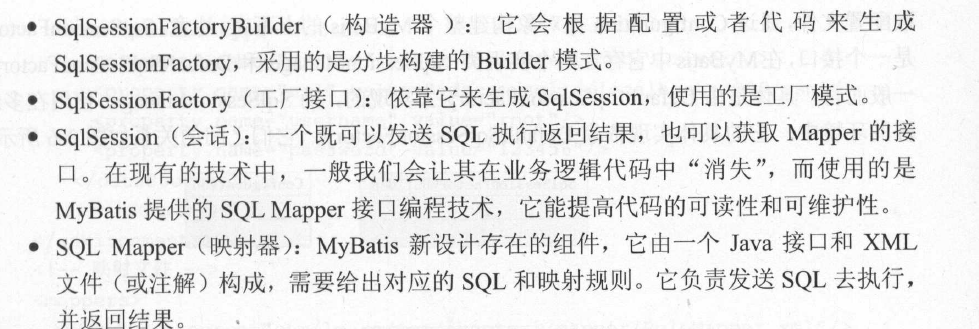 ● SqlSessionFactoryBuilder（构造器）：它会根据配置或者代码来生成
SqlSessionFactory，采用的是分步构建的 Builder 模式。
● SqlSessionFactory（工厂接口）：依靠它来生成 SqlSession，使用的是工厂模式。
● SqlSession（会话）：一个既可以发送 SQL 执行返回结果，也可以获取 Mapper 的接
口。在现有的技术中，一般我们会让其在业务逻辑代码中“消失”，而使用的是
MyBatis 提供的 SQL Mapper 接口编程技术，它能提高代码的可读性和可维护性。
● SQL Mapper（映射器）：MyBatis 新设计存在的组件，它由一个 Java 接口和 XML
文件（或注解）构成，需要给出对应的 SQL 和映射规则。它负责发送 SQL 去执行，
并返回结果。